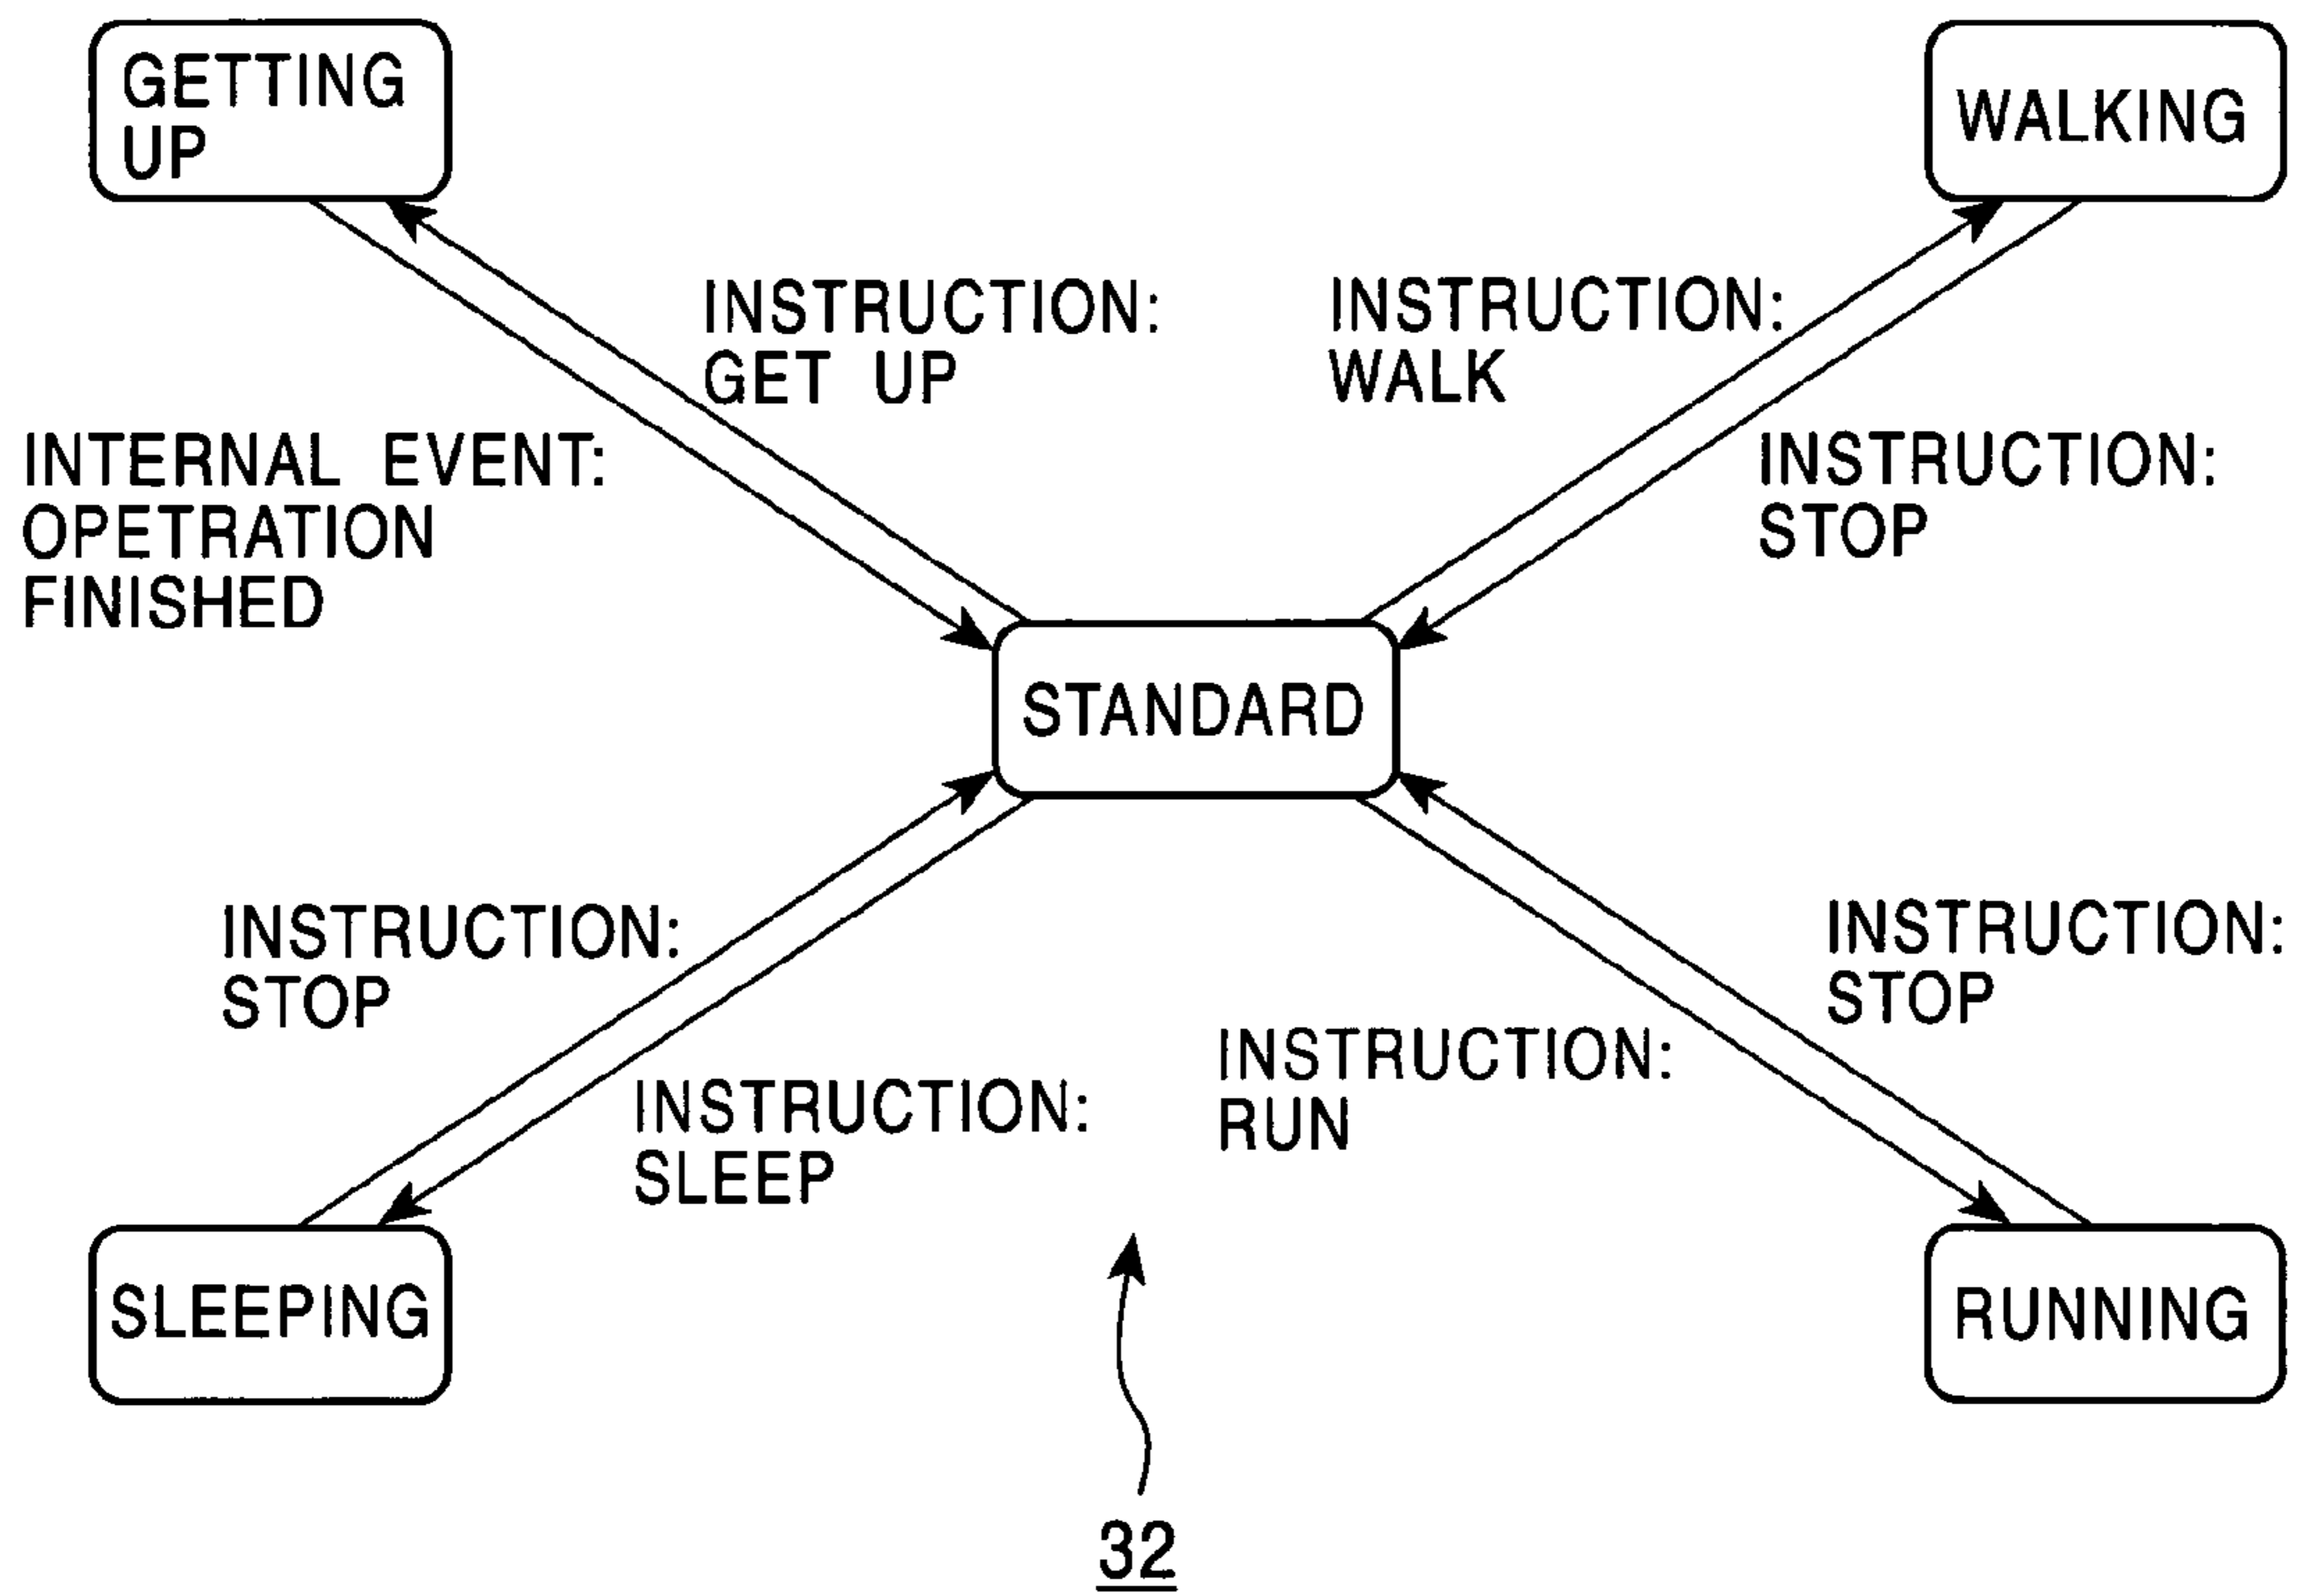 GETTING
UP
WALKING
INSTRUCTION:
GET UP
INSTRUCTION:
WALK
INTERNAL EVENT:
OPETRATION
FINISHED
INSTRUCTION:
STOP
STANDARD
INSTRUCTION:
STOP
INSTRUCTION:
STOP
INSTRUCTION:
SLEEP
INSTRUCTION:
RUN
SLEEPING
RUNNING
32